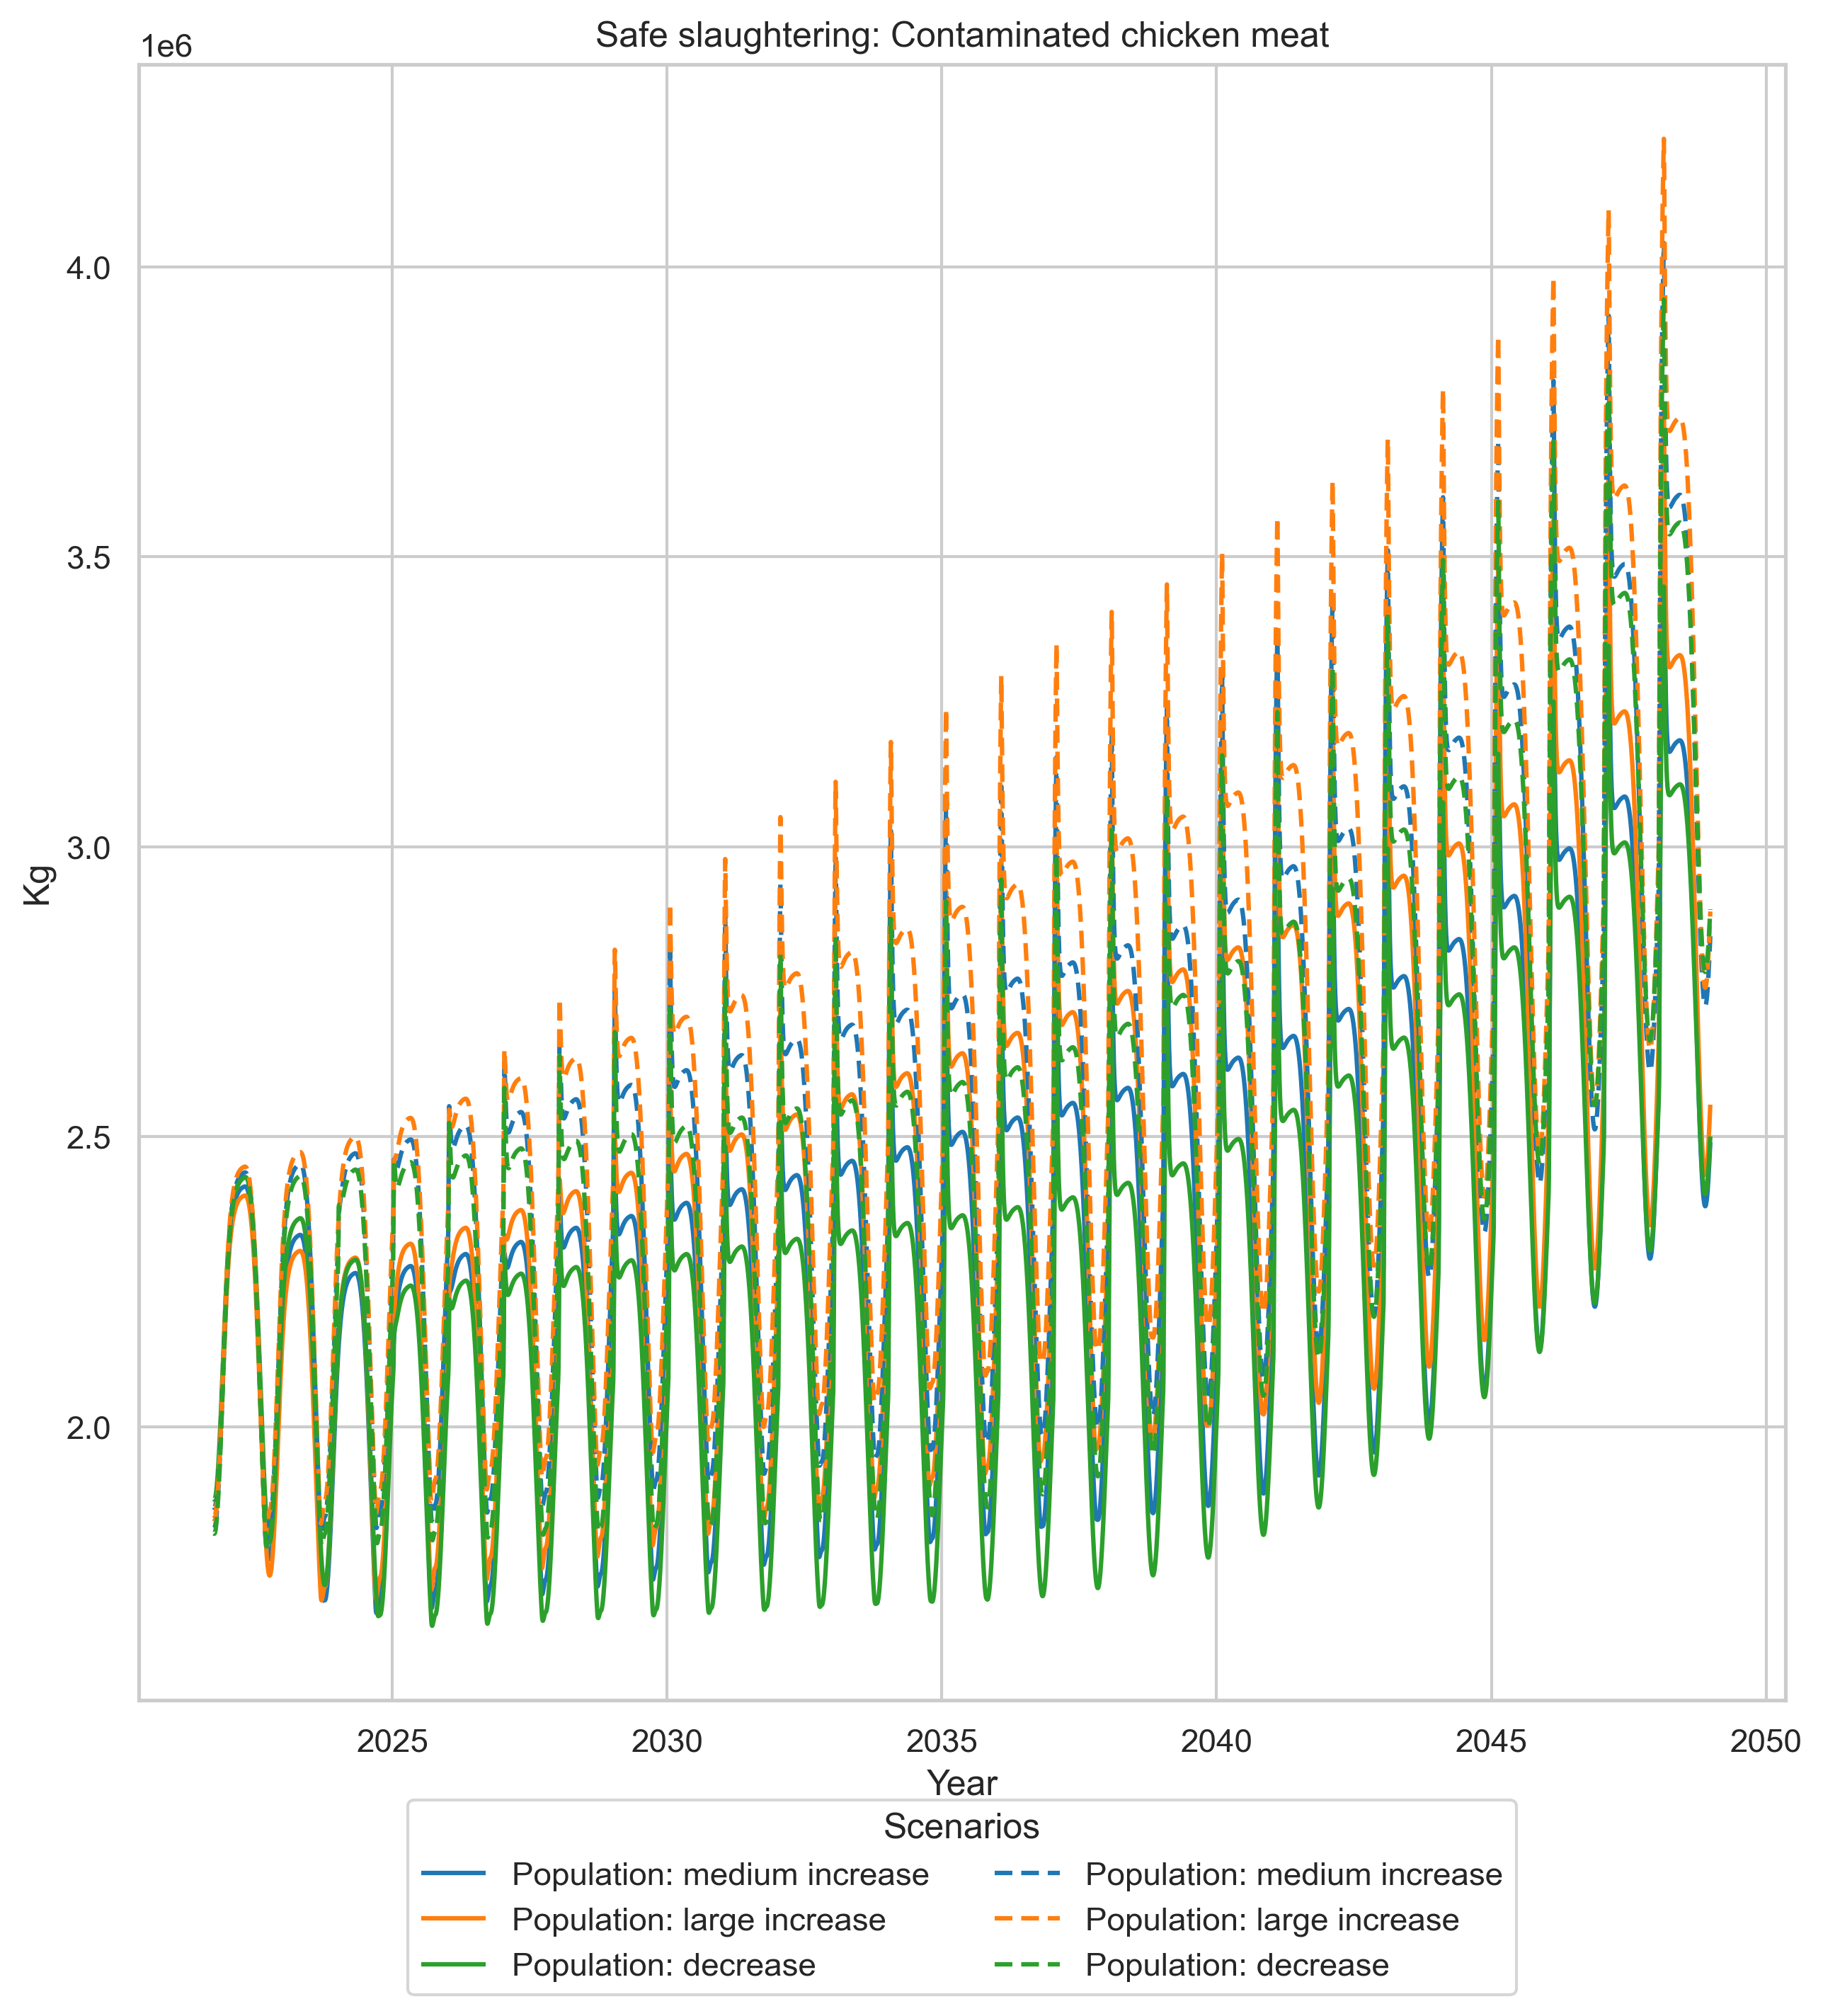 Safe slaughtering: Contaminated chicken meat
1e6
4.0
3.5
3.0
2.5
2.0
Kg
2025 2030 2035 2040 2045 2050
Year
Scenarios
Population: medium increase Population: medium increase
Population: large increase Population: large increase
Population: decrease Population: decrease